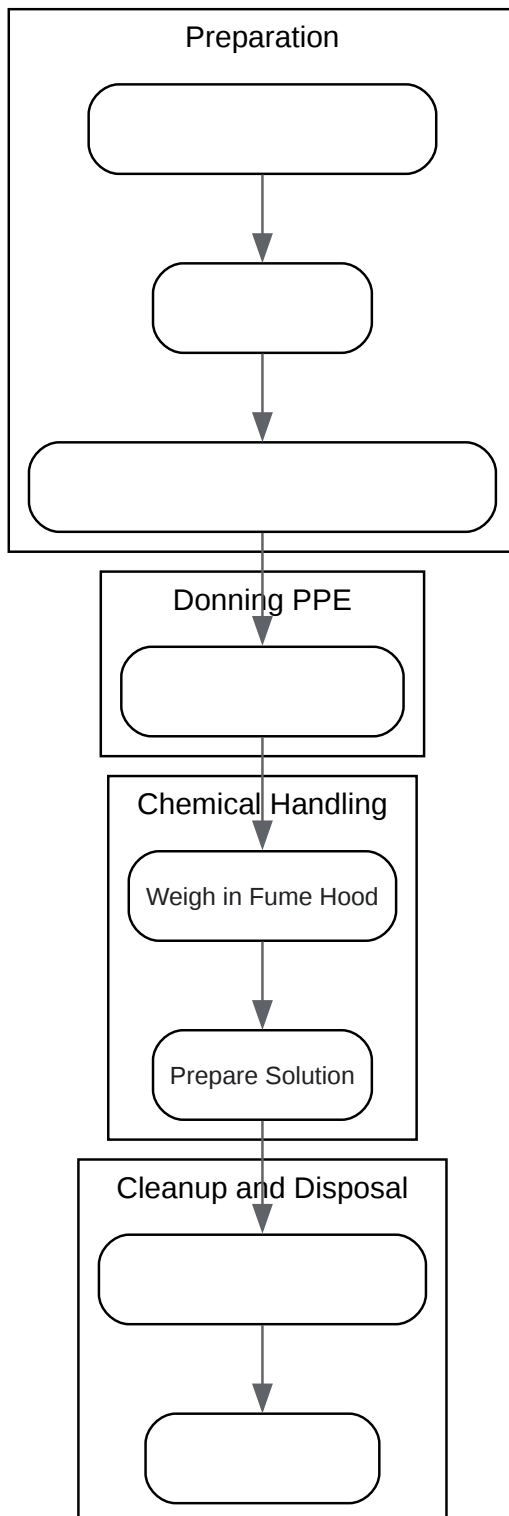 Preparation
Donning PPE
Chemical Handling
Weigh in Fume Hood
Prepare Solution
Cleanup and Disposal